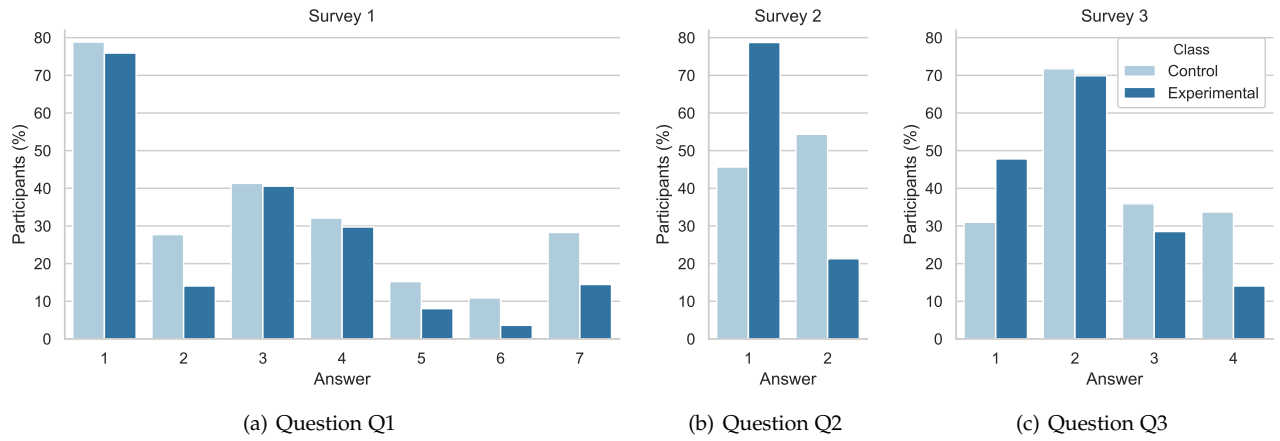 Survey 1
80
70
60
50
40
30
20
10
0
Participants (%)
1 2 3 4 5 6 7
Answer
(a) Question Q1
Survey 2
80
70
60
50
40
30
20
10
0
Participants (%)
1 2
Answer
(b) Question Q2
Survey 3
80
70
60
50
40
30
20
10
0
Participants (%)
Class
Control
Experimental
1 2 3 4
Answer
(c) Question Q3